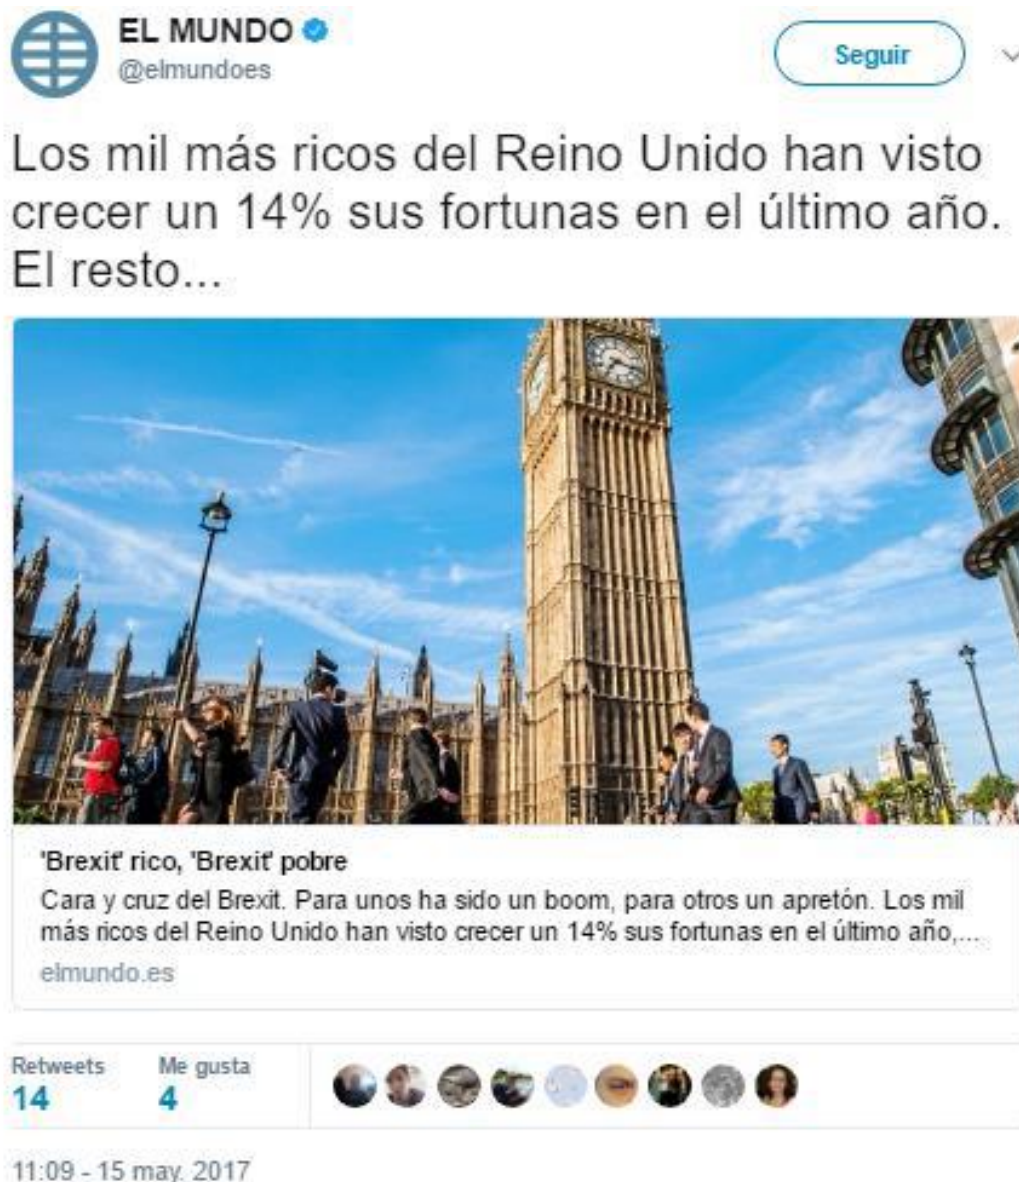 EL MUNDO
@elmundoes
Seguir
Los mil más ricos del Reino Unido han visto
crecer un 14% sus fortunas en el último año.
El resto...
'Brexit' rico, 'Brexit' pobre
Cara y cruz del Brexit. Para unos ha sido un boom, para otros un apretón. Los mil
más ricos del Reino Unido han visto crecer un 14% sus fortunas en el último año,...
elmundo.es
Retweets Me gusta
14 4
11:09 - 15 may. 2017